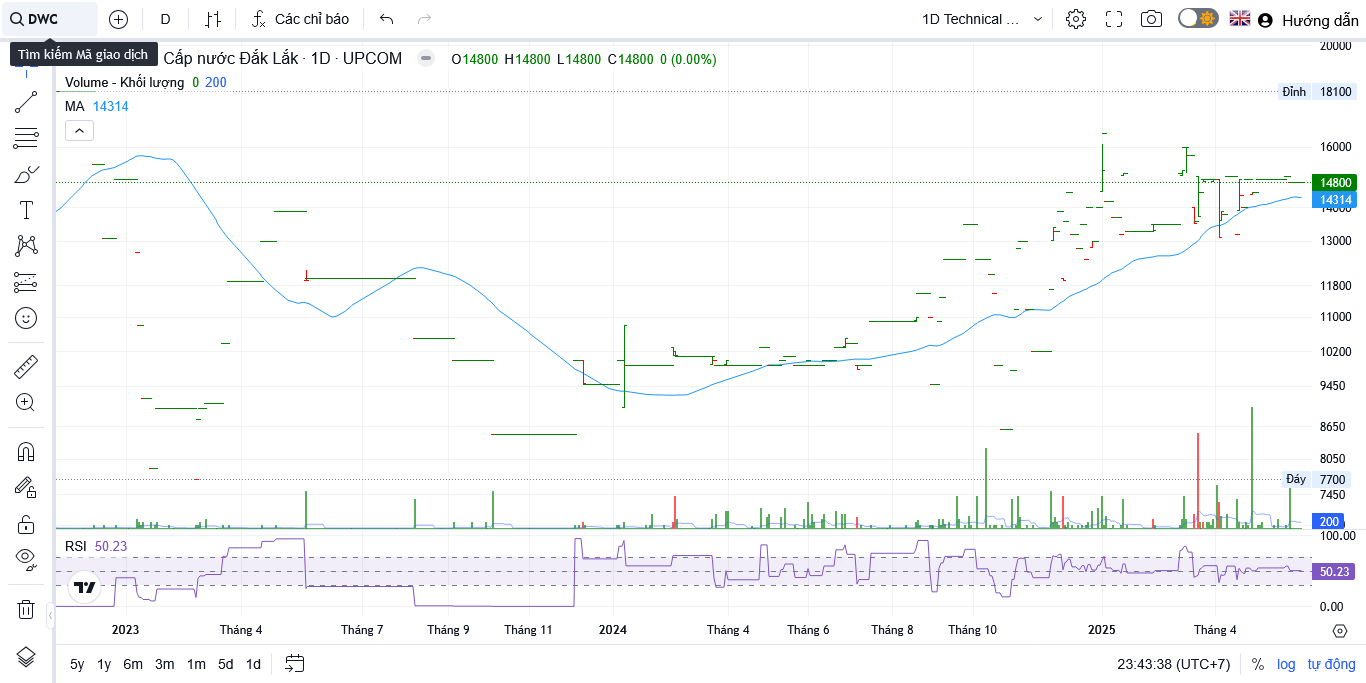 DWC
D
Các chỉ báo
1D Technical ...
Hướng dẫn
Tìm kiếm Mã giao dịch
Cấp nước Đắk Lắk · 1D · UPCOM
O14800 H14800 L14800 C14800 0 (0.00%)
Volume - Khối lượng 0 200
MA 14314
20000
Đỉnh 18100
16000
14800
14314
14000
13000
11800
11000
10200
9450
8650
8050
Đáy 7700
7450
200
RSI 50.23
100.00
50.23
0.00
2023 Tháng 4 Tháng 7 Tháng 9 Tháng 11 2024 Tháng 4 Tháng 6 Tháng 8 Tháng 10 2025 Tháng 4
5y 1y 6m 3m 1m 5d 1d
23:43:38 (UTC+7) % log tự động